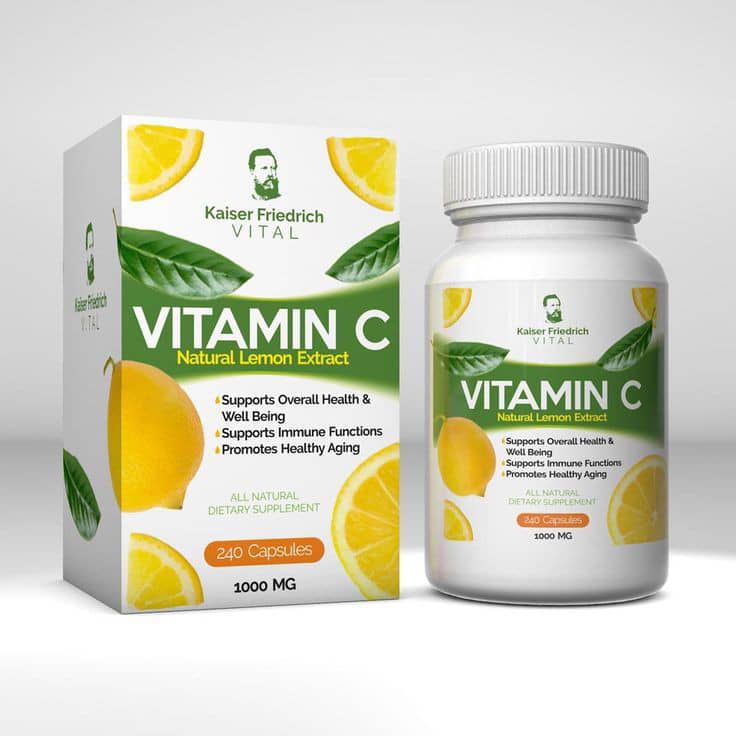 Kaiser Friedrich
VITAL
Kaiser Friedrich
VITAL
VITAMIN C
Natural Lemon Extract
Supports Overall Health &
Well Being
Supports Immune Functions
Promotes Healthy Aging
ALL NATURAL
DIETARY SUPPLEMENT
240 Capsules
1000 MG
Kaiser Friedrich
VITAL
VITAMIN C
Natural Lemon Extract
Supports Overall Health &
Well Being
Supports Immune Functions
Promotes Healthy Aging
ALL NATURAL
DIETARY SUPPLEMENT
240 Capsules
1000 MG